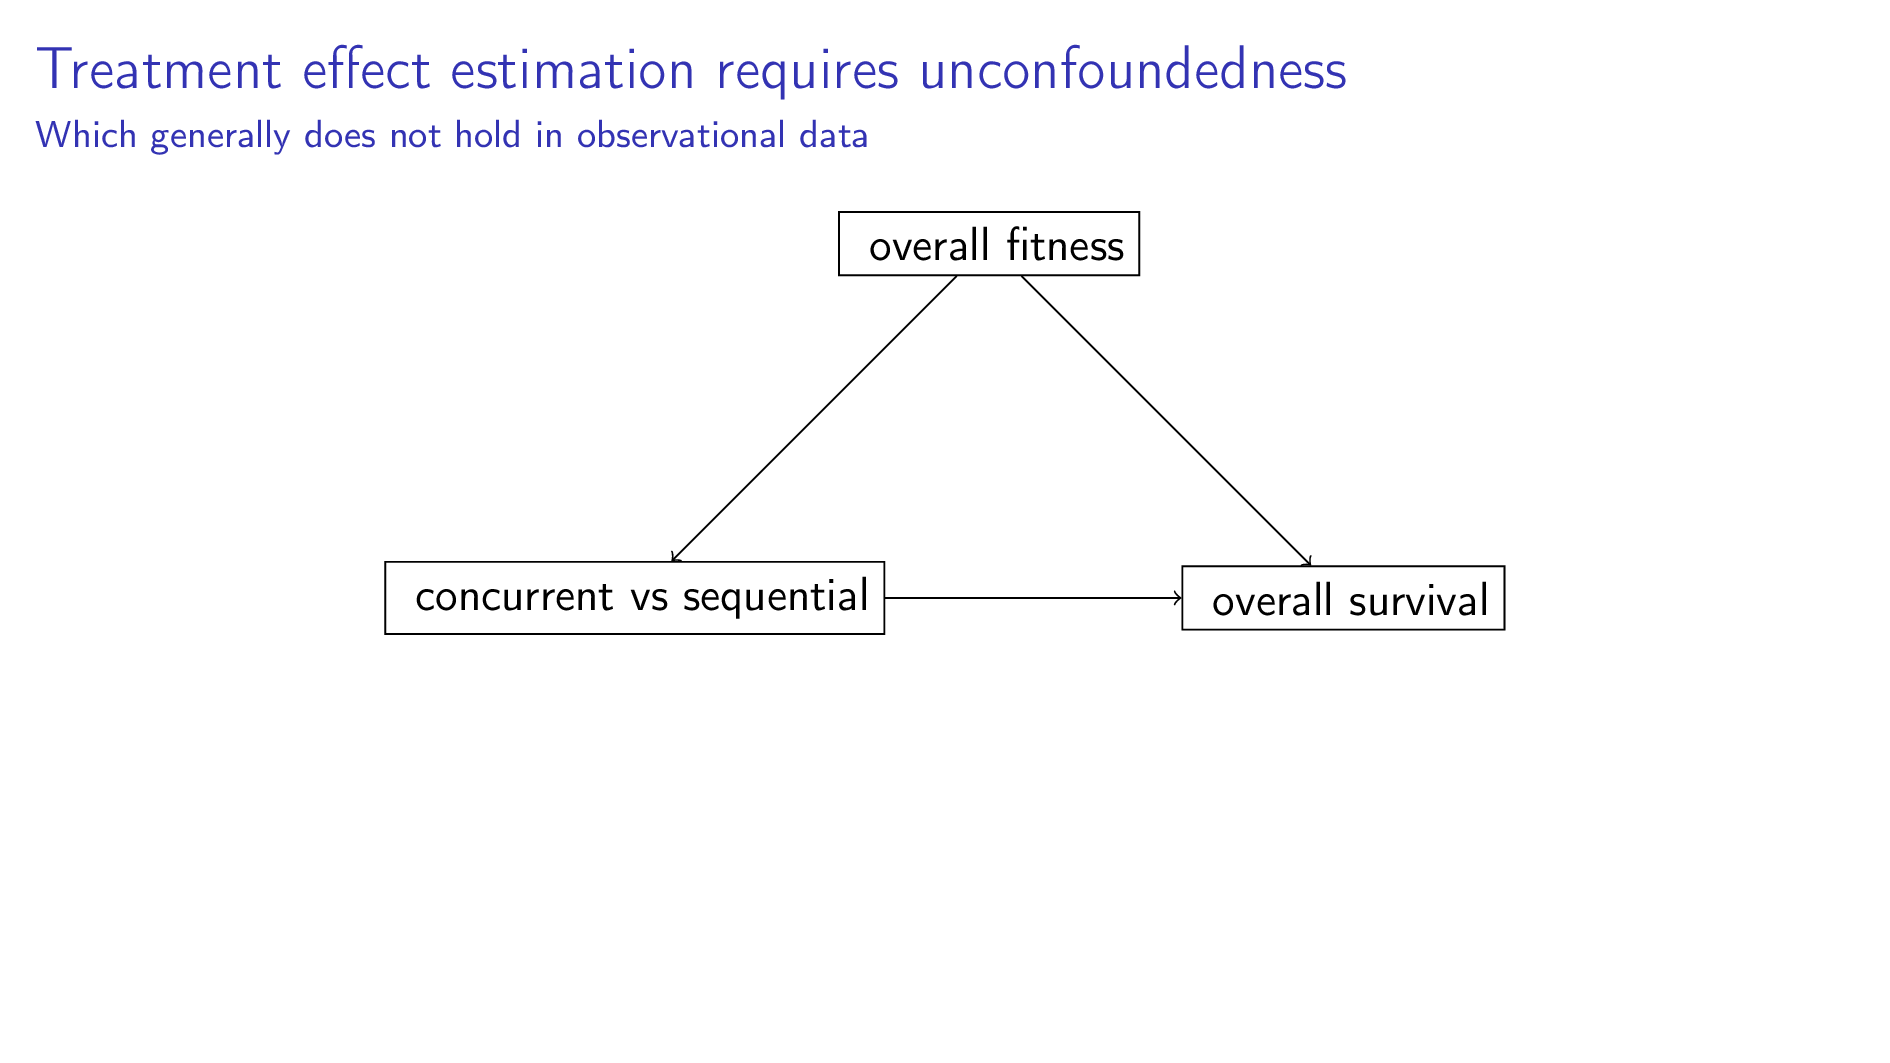 Treatment effect estimation requires unconfoundedness
Which generally does not hold in observational data
overall fitness
concurrent vs sequential
overall survival